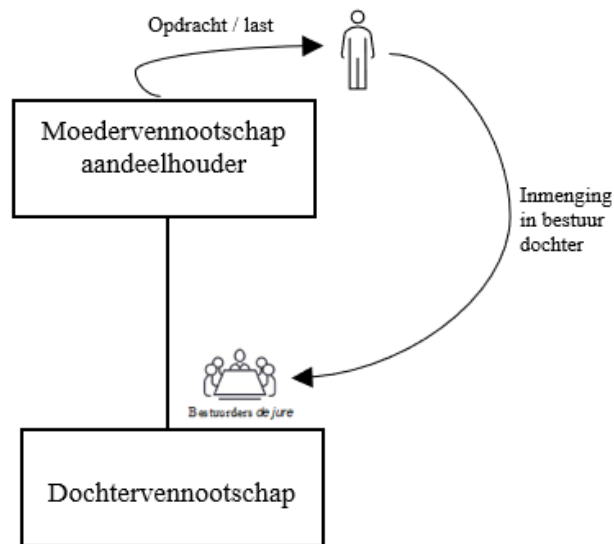 Opdracht / last
Moedervennootschap
aandeelhouder
Inmenging
in bestuur
dochter
Bestuurders de jure
Dochtervennootschap